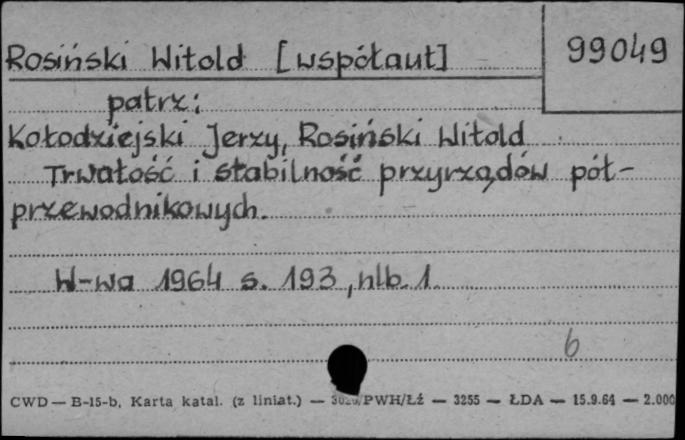 Rosiński Witold [współaut]
99049
patrz:
Kołodziejski Jerzy, Rosiński Witold
Trwałość i stabilność przyrządów pół-
przewodnikowych.
W-wa 1964 s. 193, nlb. 1.
6
CWD — B-15-b, Karta katal. (z liniat.) — /PWH/Łź — 3255 — ŁDA — 15.9.64 — 2.000